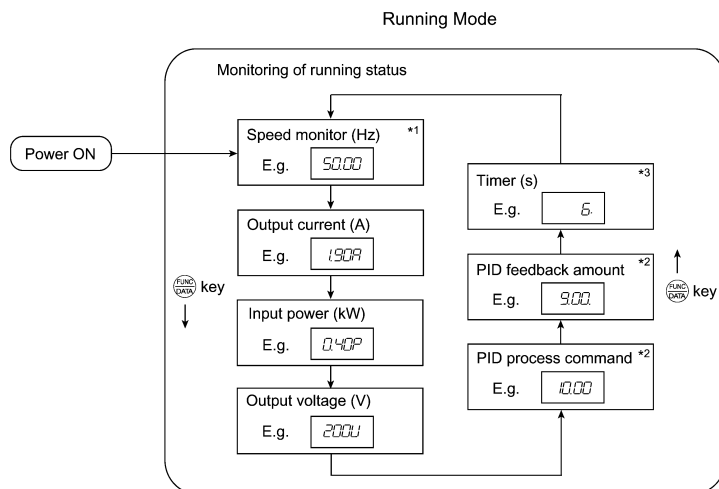 Running Mode
Monitoring of running status
Power ON
Speed monitor (Hz) *1
E.g. 50.00
Output current (A)
E.g. 1.90A
Input power (kW)
E.g. 0.40P
Output voltage (V)
E.g. 200U
FUNC DATA key
Timer (s) *3
E.g. 6.
PID feedback amount *2
E.g. 9.00.
PID process command *2
E.g. 10.00
FUNC DATA key